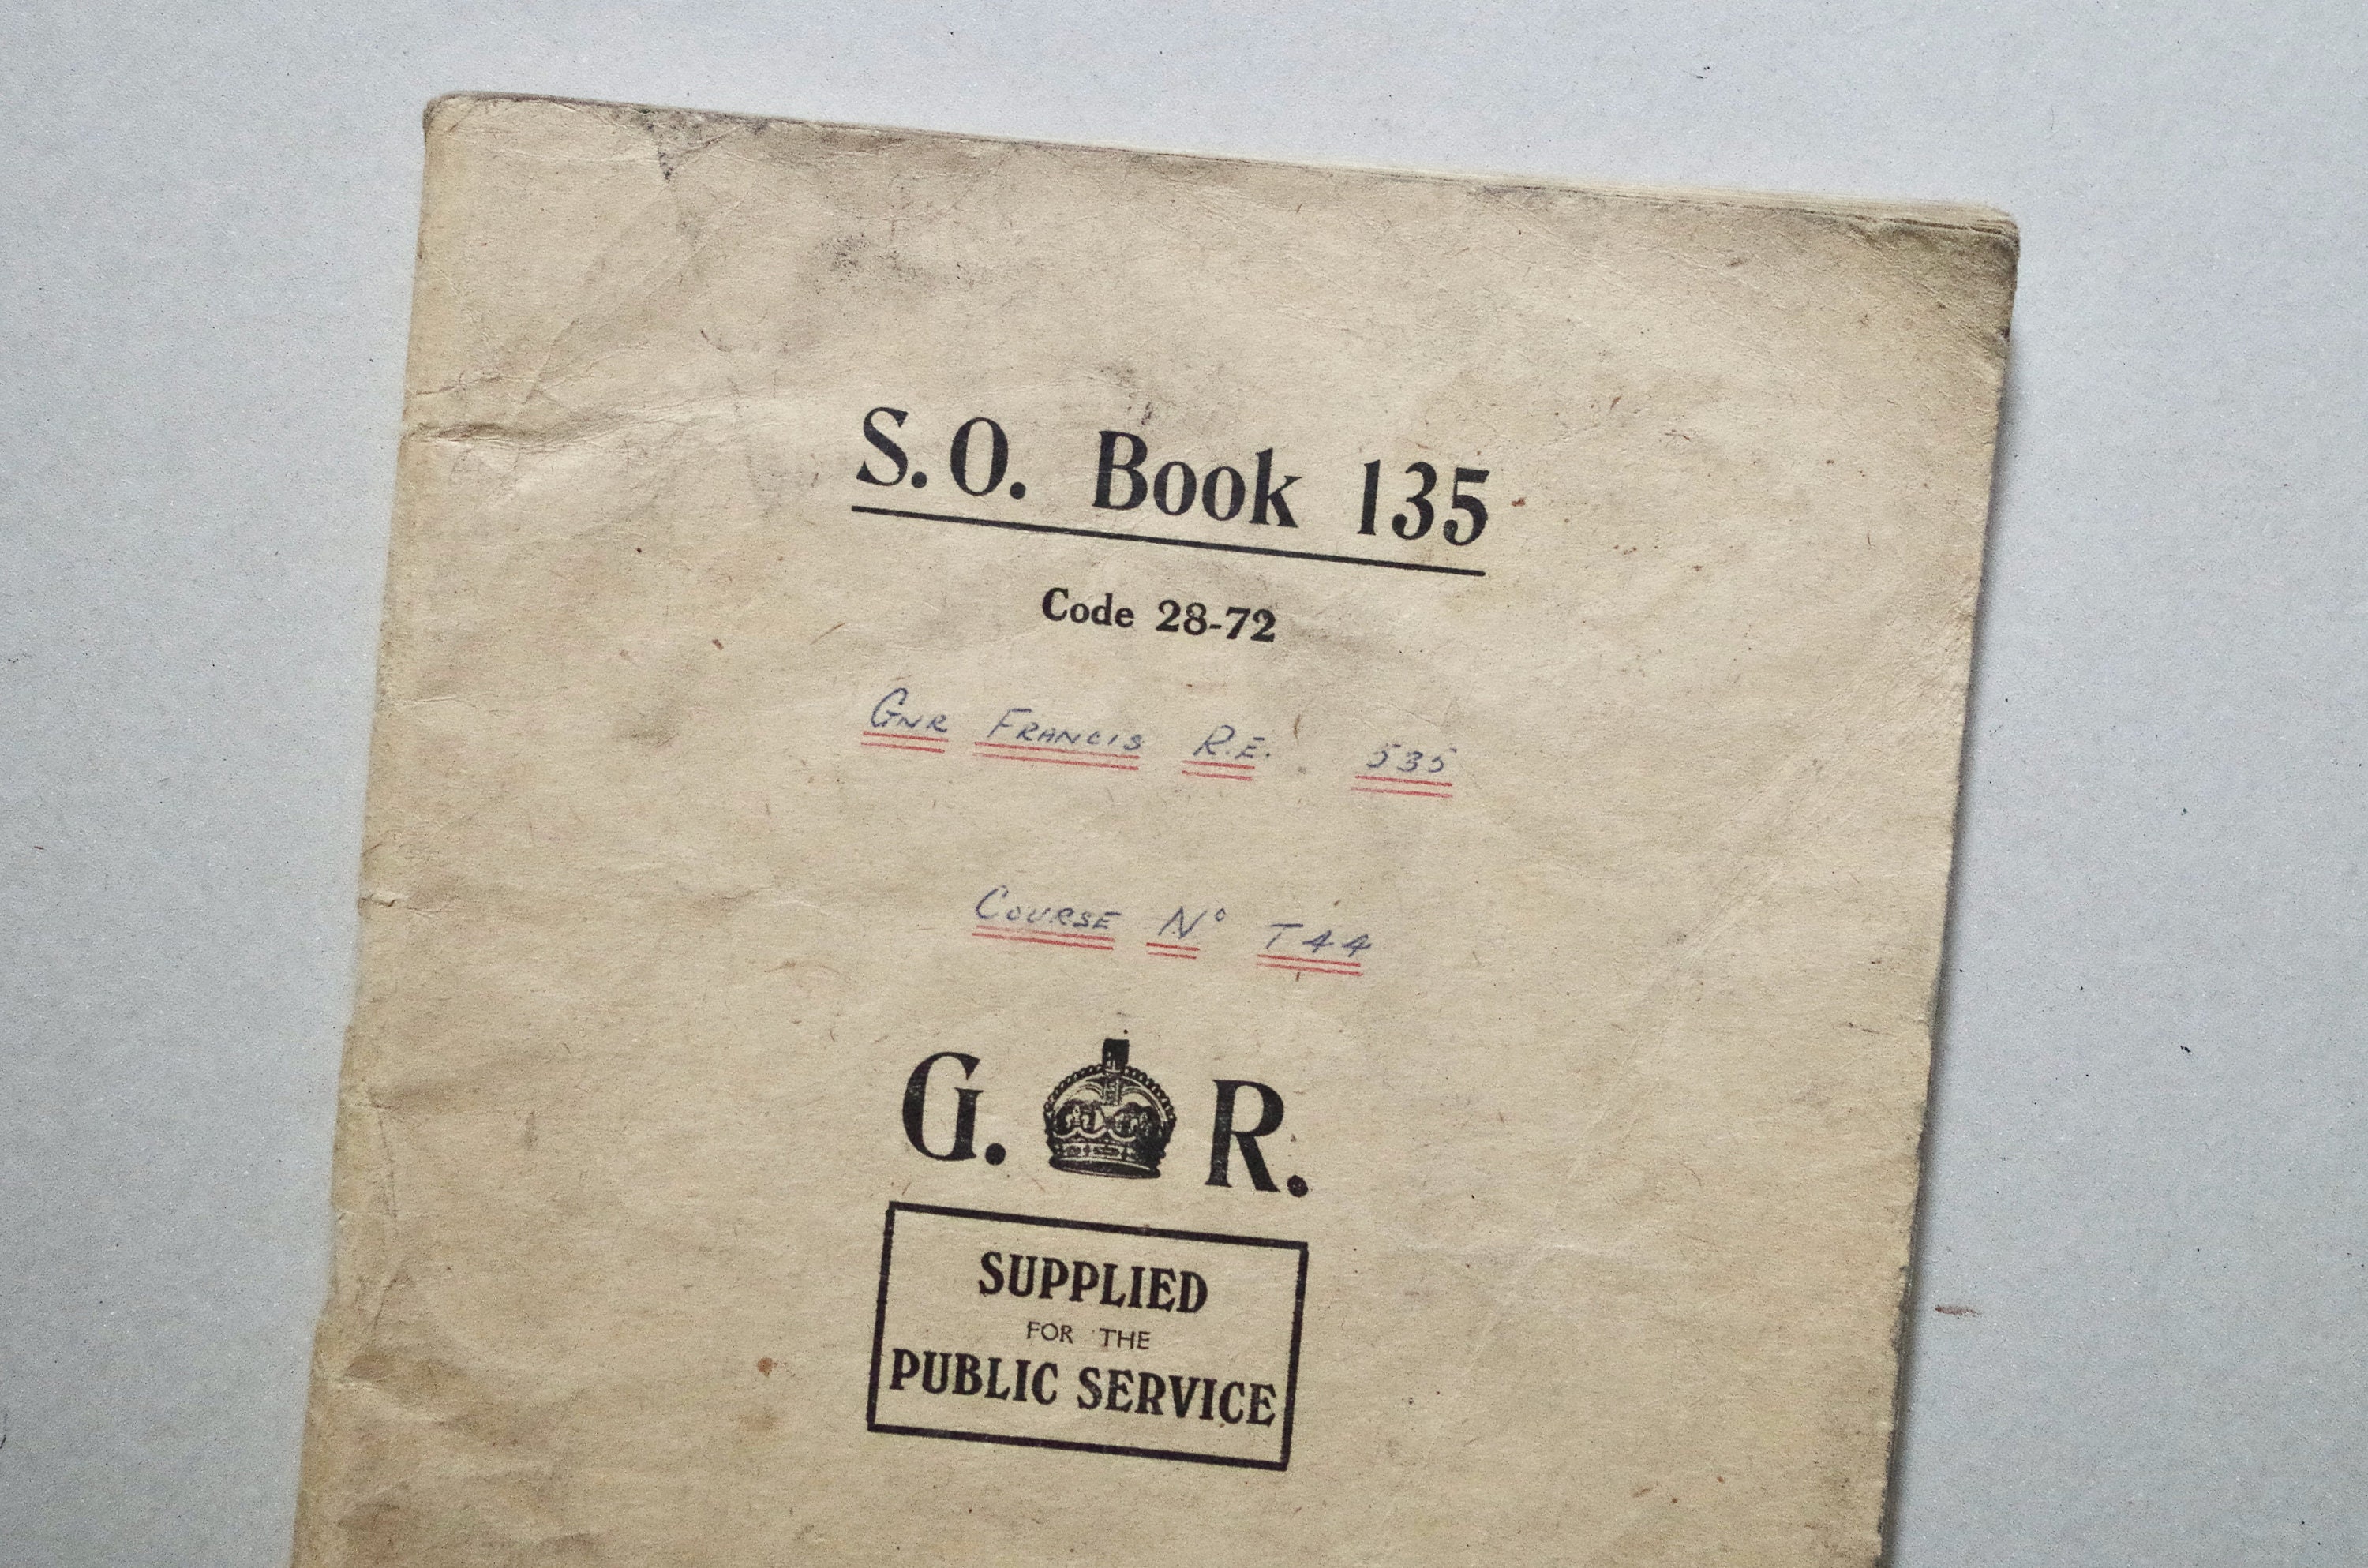 S.O. Book 135
Code 28-72
GNR FRANCIS R.E. 535
COURSE Nº T44
G. R.
SUPPLIED
FOR THE
PUBLIC SERVICE